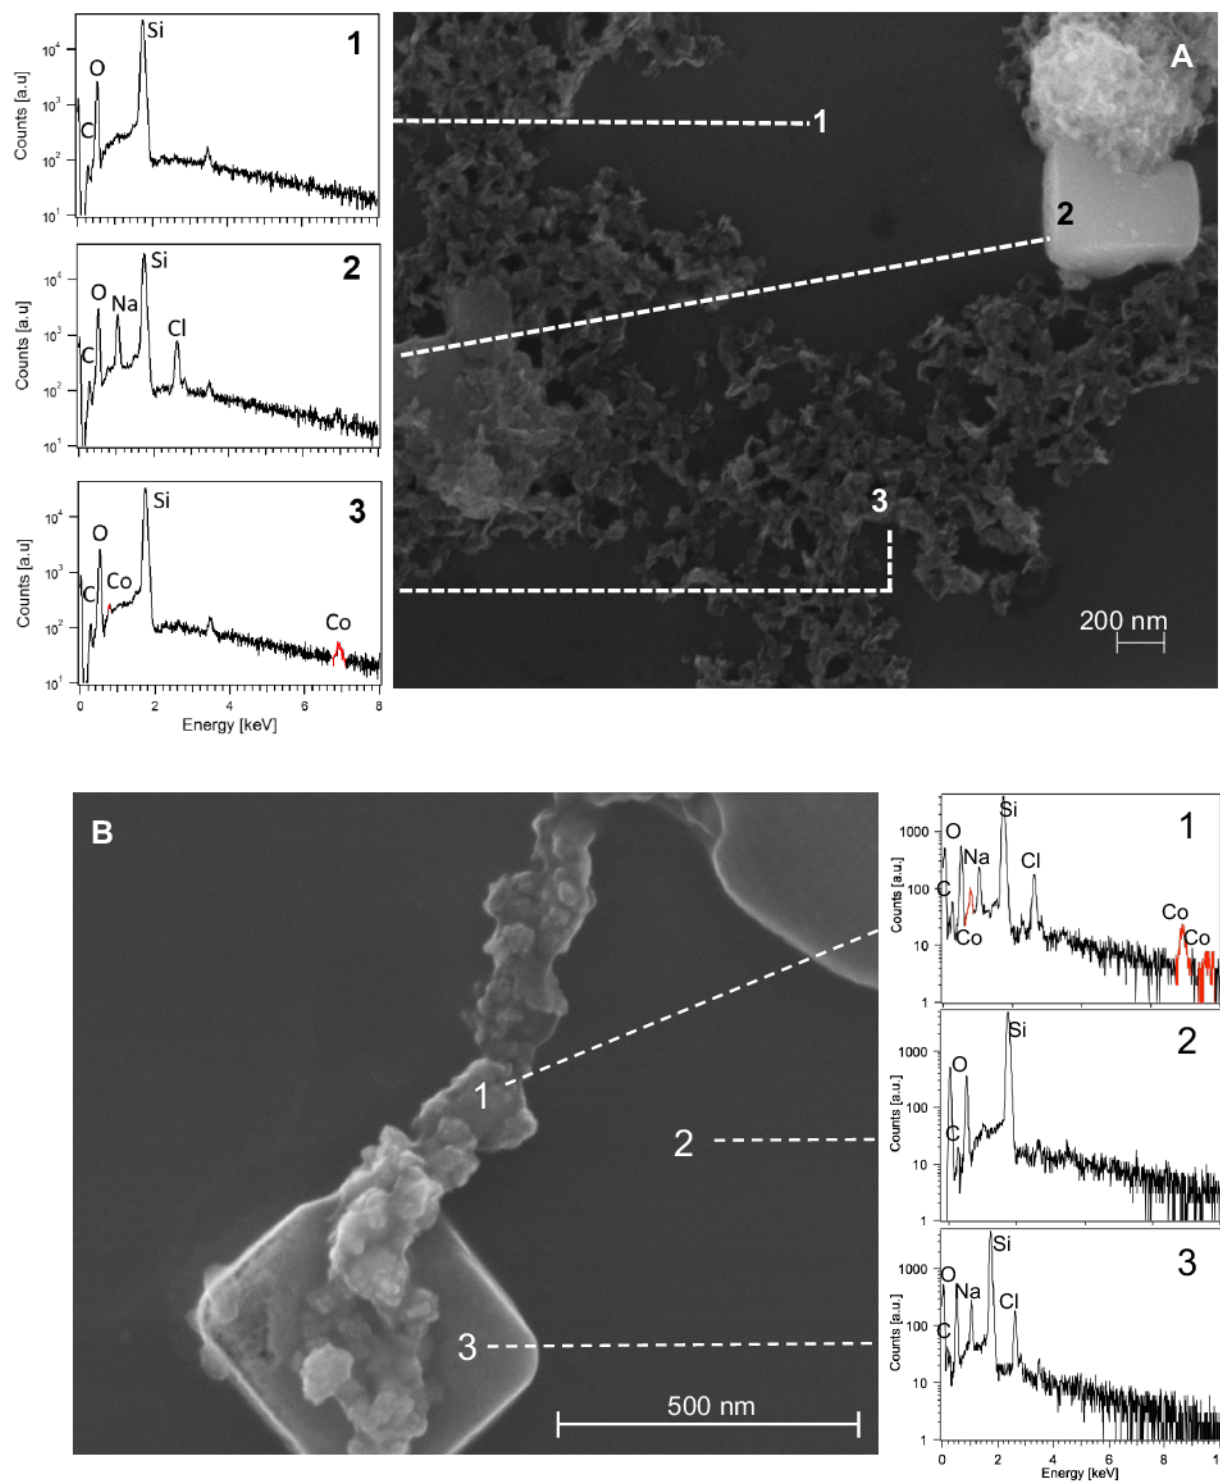 1
Counts [a.u]
10⁴
10³
10²
10¹
C
O
Si
2
Counts [a.u]
10⁴
10³
10²
10¹
C
O
Na
Si
Cl
3
Counts [a.u]
10⁴
10³
10²
10¹
C
O
Co
Si
Co
0 2 4 6 8
Energy [keV]
A
1
2
3
200 nm
B
1
2
3
500 nm
1
Counts [a.u.]
1000
100
10
1
C
O
Co
Na
Si
Cl
Co
Co
2
Counts [a.u.]
1000
100
10
1
C
O
Si
3
Counts [a.u.]
1000
100
10
1
C
O
Na
Si
Cl
0 2 4 6 8 1
Energy [keV]